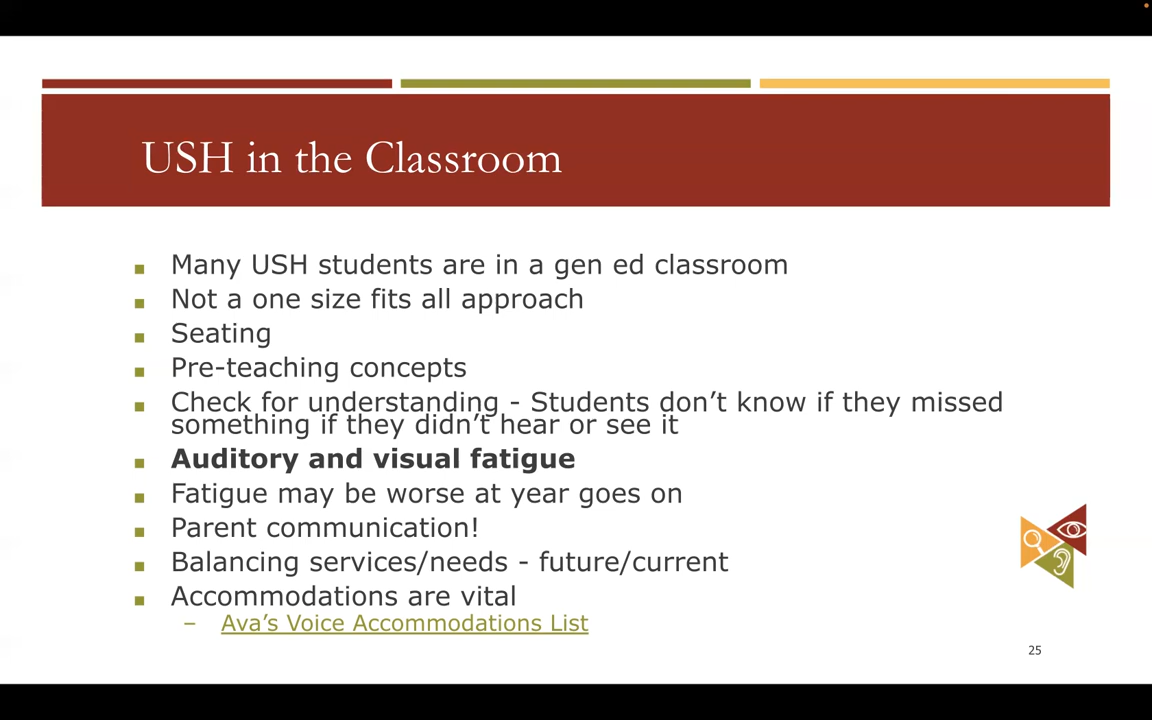 USH in the Classroom
Many USH students are in a gen ed classroom
Not a one size fits all approach
Seating
Pre-teaching concepts
Check for understanding - Students don’t know if they missed
something if they didn’t hear or see it
Auditory and visual fatigue
Fatigue may be worse at year goes on
Parent communication!
Balancing services/needs - future/current
Accommodations are vital
– Ava’s Voice Accommodations List
25